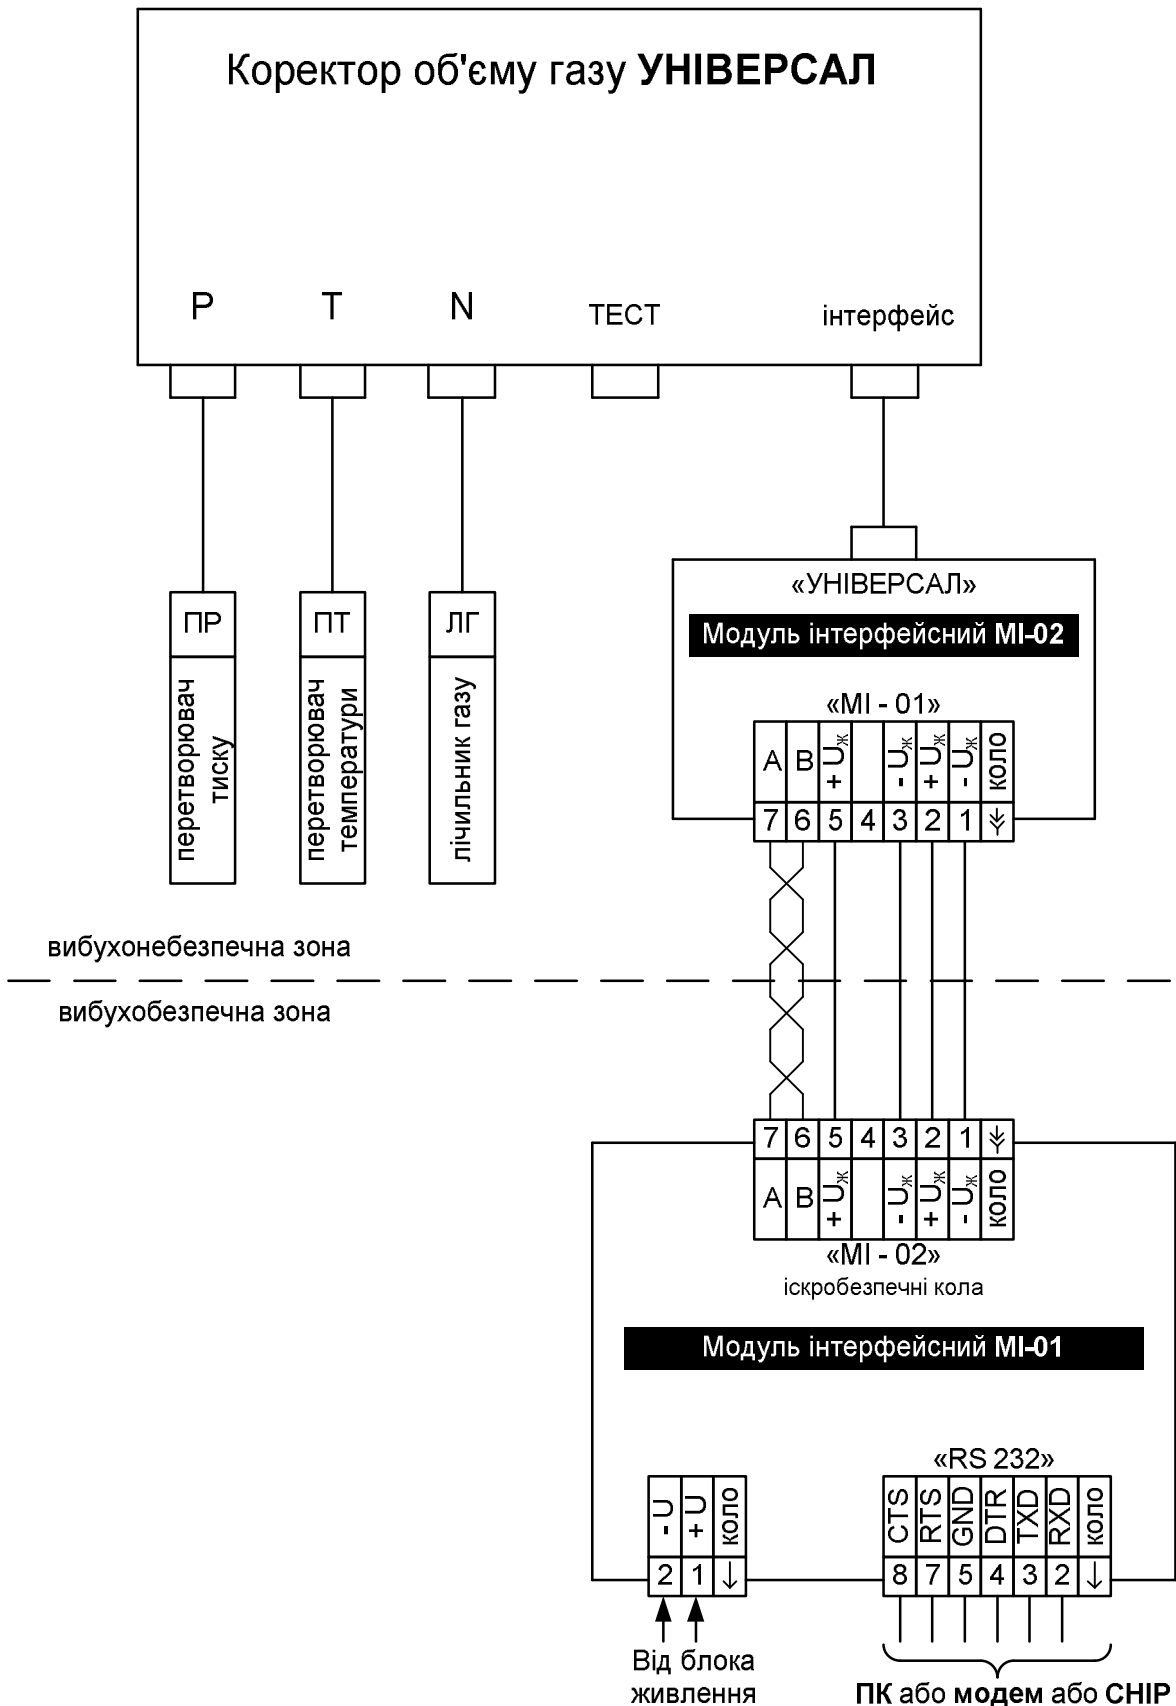 Коректор об'єму газу УНІВЕРСАЛ
P T N ТЕСТ інтерфейс
ПР ПТ ЛГ
перетворювач
тиску
перетворювач
температури
лічильник газу
«УНІВЕРСАЛ»
Модуль інтерфейсний МІ-02
«МІ - 01»
A B +Uж -Uж +Uж -Uж коло
7 6 5 4 3 2 1
вибухонебезпечна зона
вибухобезпечна зона
7 6 5 4 3 2 1
A B +Uж -Uж +Uж -Uж коло
«МІ - 02»
іскробезпечні кола
Модуль інтерфейсний МІ-01
«RS 232»
- U + U коло
CTS RTS GND DTR TXD RXD коло
2 1
8 7 5 4 3 2
Від блока
живлення
ПК або модем або CHIP